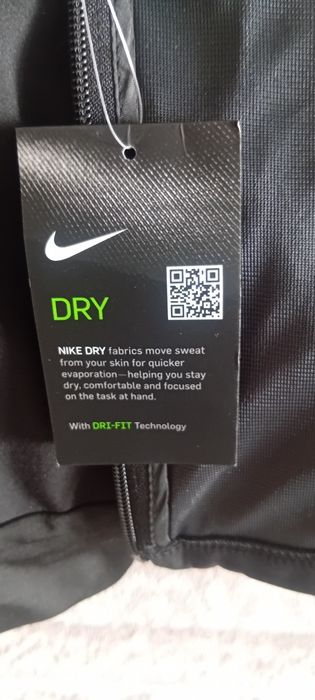 DRY
NIKE DRY fabrics move sweat
from your skin for quicker
evaporation—helping you stay
dry, comfortable and focused
on the task at hand.
With DRI-FIT Technology